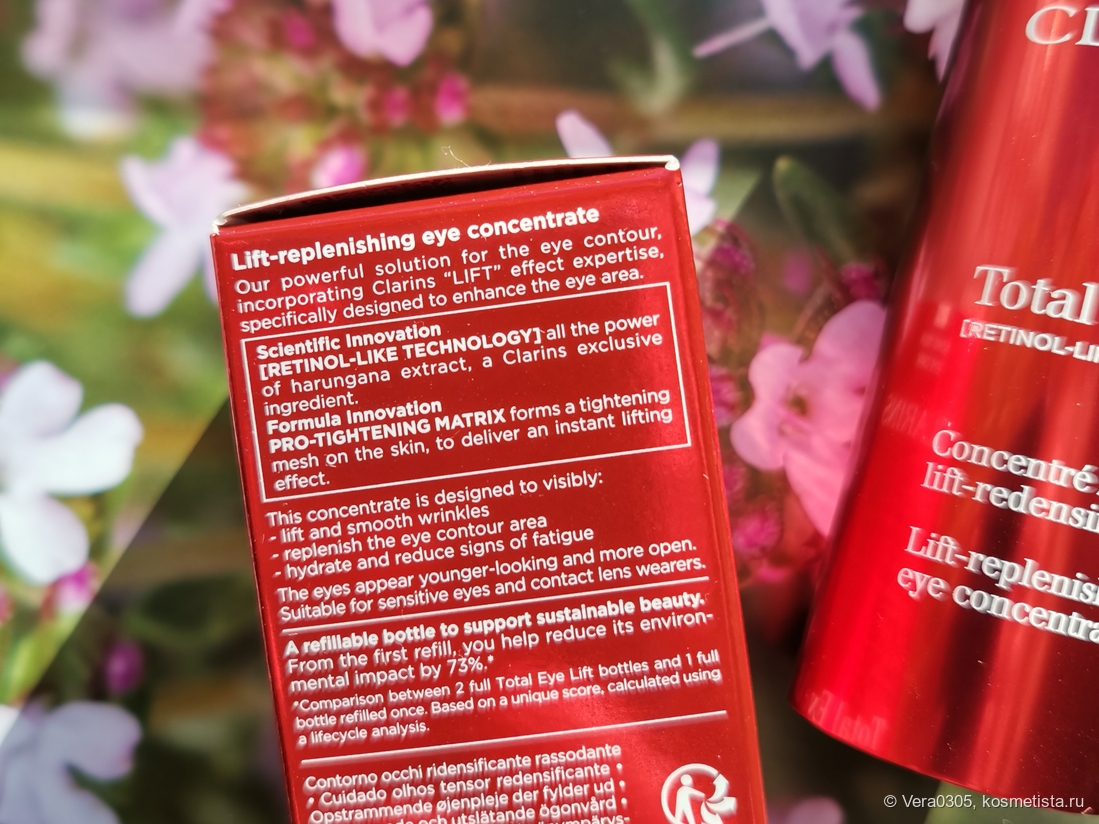 Lift-replenishing eye concentrate
Our powerful solution for the eye contour,
incorporating Clarins “LIFT” effect expertise,
specifically designed to enhance the eye area.
Scientific Innovation
[RETINOL-LIKE TECHNOLOGY] all the power
of harungana extract, a Clarins exclusive
ingredient.
Formula Innovation
PRO-TIGHTENING MATRIX forms a tightening
mesh on the skin, to deliver an instant lifting
effect.
This concentrate is designed to visibly:
- lift and smooth wrinkles
- replenish the eye contour area
- hydrate and reduce signs of fatigue
The eyes appear younger-looking and more open.
Suitable for sensitive eyes and contact lens wearers.
A refillable bottle to support sustainable beauty.
From the first refill, you help reduce its environ-
mental impact by 73%.*
*Comparison between 2 full Total Eye Lift bottles and 1 full
bottle refilled once. Based on a unique score, calculated using
a lifecycle analysis.
Contorno occhi ridensificante rassodante
• Cuidado olhos tensor redensificante •
Opstrammende øjenpleje der fylder ud •
och utslätande ögonvård •
CL
Total
[RETINOL-LI
Concentré
lift-redensi
Lift-replenis
eye concentra
© Vera0305, kosmetista.ru